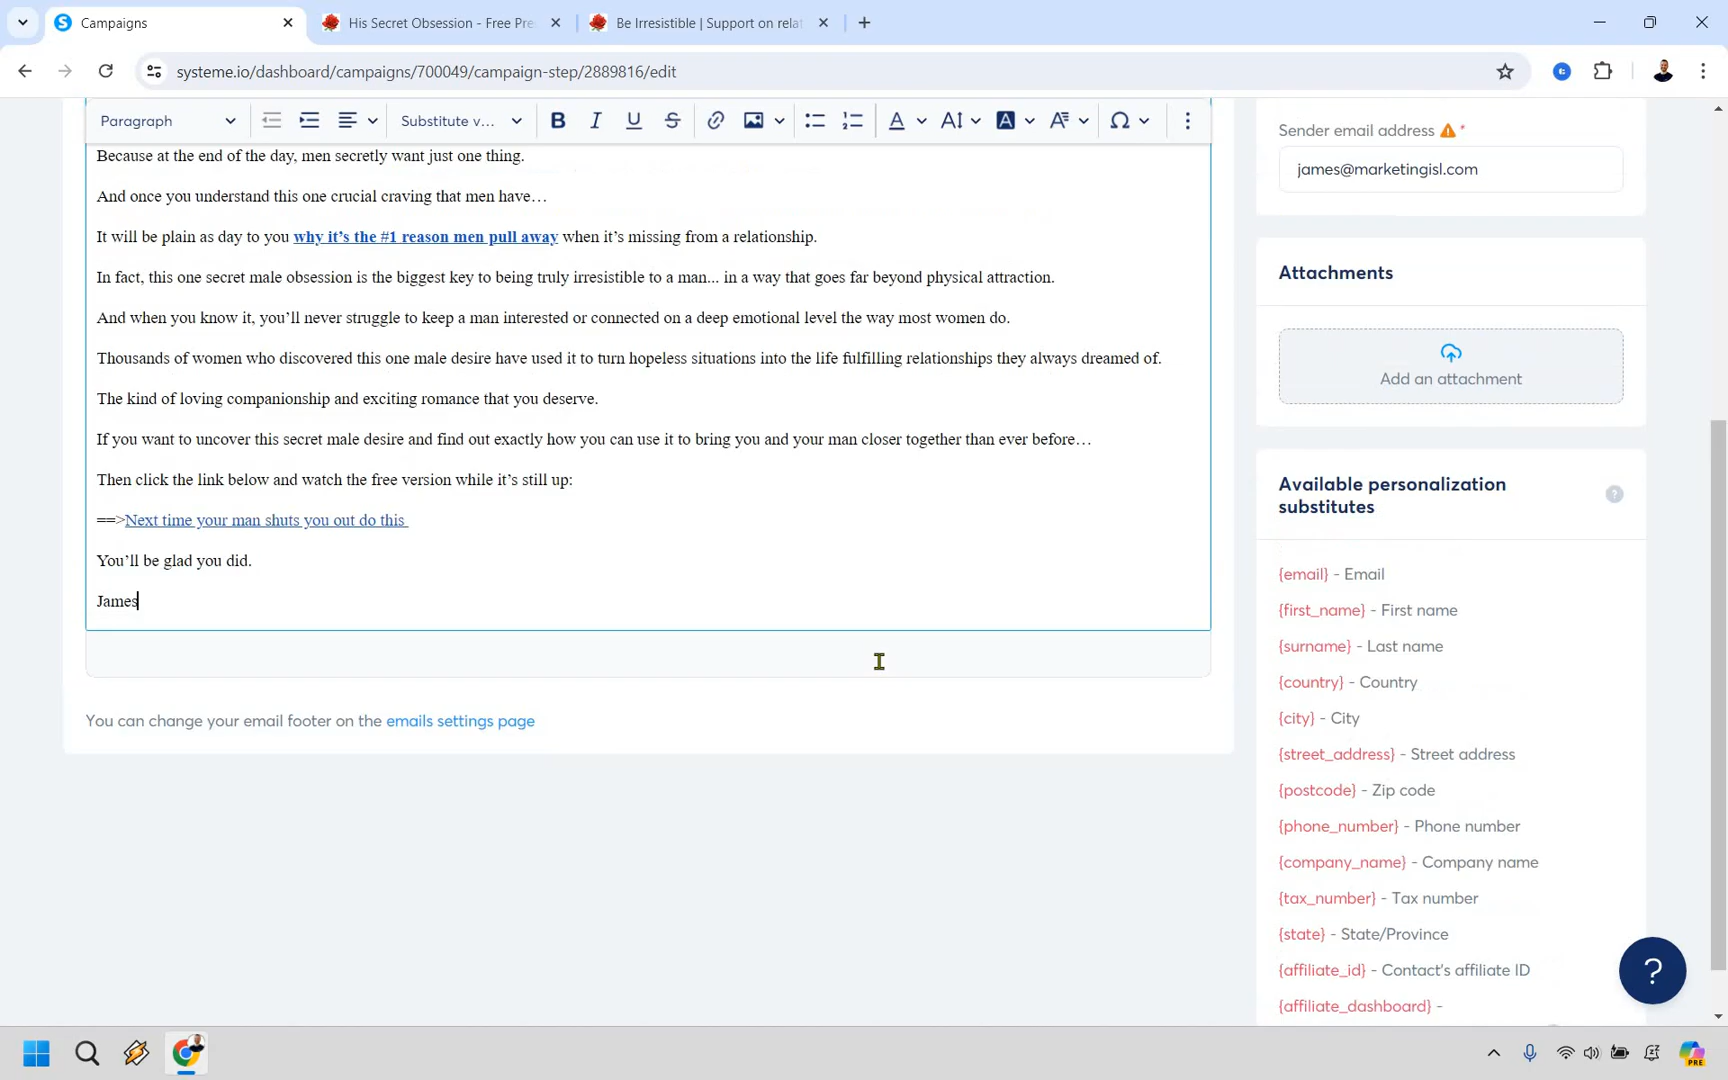 Campaigns
His Secret Obsession - Free Pre
Be Irresistible | Support on rela
systeme.io/dashboard/campaigns/700049/campaign-step/2889816/edit
Paragraph
Substitute v...
Because at the end of the day, men secretly want just one thing.
And once you understand this one crucial craving that men have…
It will be plain as day to you why it’s the #1 reason men pull away when it’s missing from a relationship.
In fact, this one secret male obsession is the biggest key to being truly irresistible to a man... in a way that goes far beyond physical attraction.
And when you know it, you’ll never struggle to keep a man interested or connected on a deep emotional level the way most women do.
Thousands of women who discovered this one male desire have used it to turn hopeless situations into the life fulfilling relationships they always dreamed of.
The kind of loving companionship and exciting romance that you deserve.
If you want to uncover this secret male desire and find out exactly how you can use it to bring you and your man closer together than ever before…
Then click the link below and watch the free version while it’s still up:
==>Next time your man shuts you out do this
You’ll be glad you did.
James
You can change your email footer on the emails settings page
Sender email address *
james@marketingisl.com
Attachments
Add an attachment
Available personalization
substitutes
?
{email} - Email
{first_name} - First name
{surname} - Last name
{country} - Country
{city} - City
{street_address} - Street address
{postcode} - Zip code
{phone_number} - Phone number
{company_name} - Company name
{tax_number} - Tax number
{state} - State/Province
{affiliate_id} - Contact's affiliate ID
{affiliate_dashboard} -
?
PRE